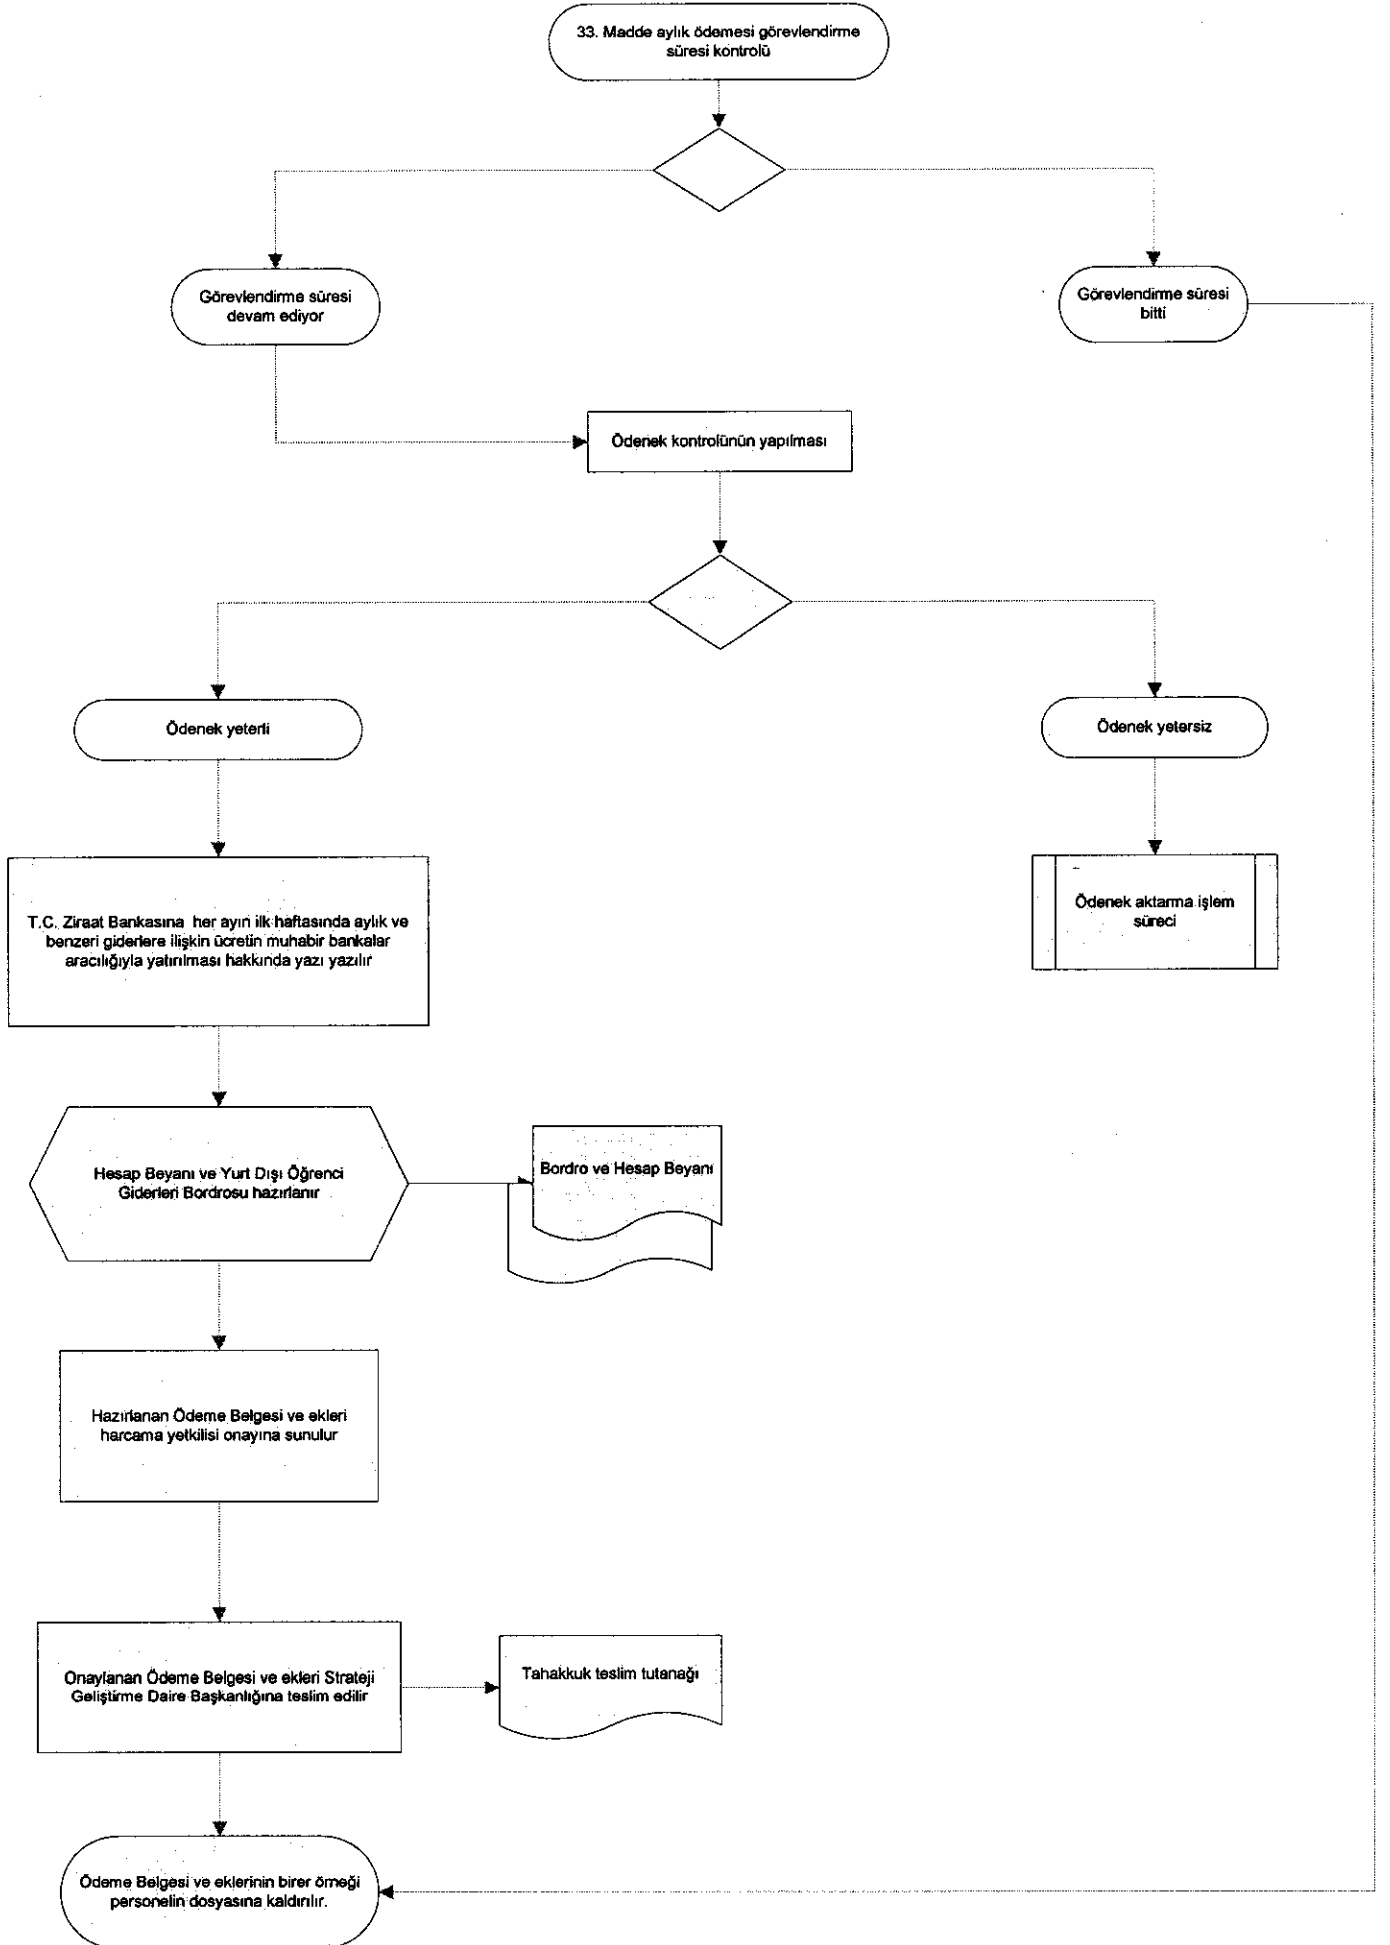 33. Madde aylık ödemesi görevlendirme
süresi kontrolü
Görevlendirme süresi
devam ediyor
Görevlendirme süresi
bitti
Ödenek kontrolünün yapılması
Ödenek yeterli
Ödenek yetersiz
T.C. Ziraat Bankasına her ayın ilk haftasında aylık ve
benzeri giderlere ilişkin ücretin muhabir bankalar
aracılığıyla yatırılması hakkında yazı yazılır
Ödenek aktarma işlem
süreci
Hesap Beyanı ve Yurt Dışı Öğrenci
Giderleri Bordrosu hazırlanır
Bordro ve Hesap Beyanı
Hazırlanan Ödeme Belgesi ve ekleri
harcama yetkilisi onayına sunulur
Onaylanan Ödeme Belgesi ve ekleri Strateji
Geliştirme Daire Başkanlığına teslim edilir
Tahakkuk teslim tutanağı
Ödeme Belgesi ve eklerinin birer örneği
personelin dosyasına kaldırılır.